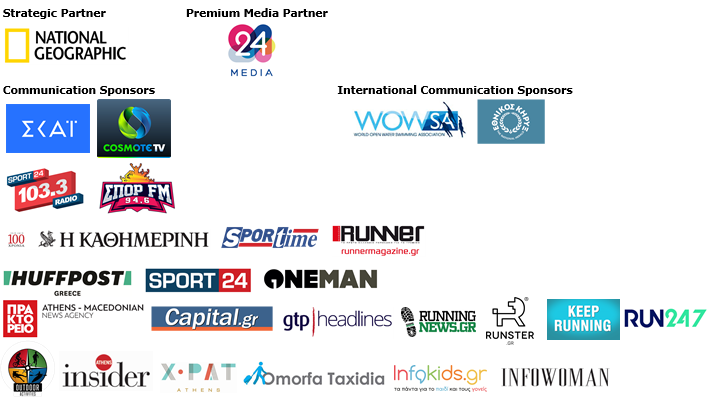 Strategic Partner
Premium Media Partner
NATIONAL
GEOGRAPHIC
24
MEDIA
Communication Sponsors
International Communication Sponsors
ΣΚΑΪ
COSMOTE TV
WOWSA
WORLD OPEN WATER SWIMMING ASSOCIATION
ΕΘΝΙΚΟΣ ΚΗΡΥΞ
SPORT 24
103.3
RADIO
ΣΠΟΡ FM
94.6
100
ΧΡΟΝΙΑ
Η ΚΑΘΗΜΕΡΙΝΗ
SPORtime
RUNNER
runnermagazine.gr
HUFFPOST
GREECE
SPORT 24
ONEMAN
ΠΡΑ
ΚΤΟ
ΡΕΙΟ
ATHENS - MACEDONIAN
NEWS AGENCY
Capital.gr
gtp headlines
RUNNING
NEWS.GR
RUNSTER
.GR
KEEP
RUNNING
RUN247
OUTDOOR
ACTIVITIES
ATHENS
insider
X·PAT
ATHENS
Omorfa Taxidia
Infokids.gr
τα πάντα για το παιδί και τους γονείς
INFOWOMAN